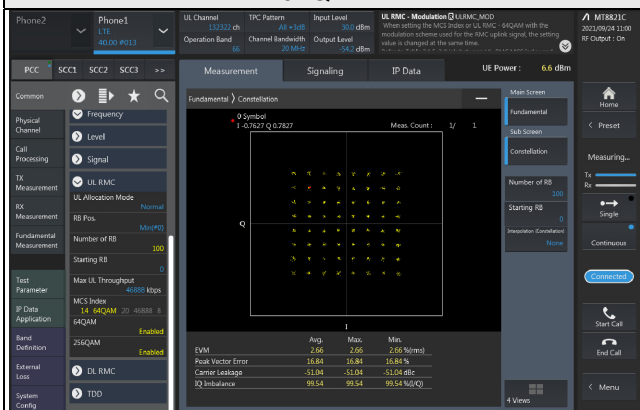 Phone2
Phone1
LTE
40.00 #013
UL Channel
132322 ch
TPC Pattern
All +3dB
Input Level
30.0 dBm
Operation Band
66
Channel Bandwidth
20 MHz
Output Level
-54.2 dBm
UL RMC - Modulation ULRMC_MOD
When setting the MCS Index or UL RMC - 64QAM with the
modulation scheme used for the RMC uplink signal, the setting
value is changed at the same time.
MT8821C
2021/09/24 11:00
RF Output : On
PCC
SCC1
SCC2
SCC3
>>
Measurement
Signaling
IP Data
UE Power : 6.6 dBm
Common
Physical
Channel
Call
Processing
TX
Measurement
RX
Measurement
Fundamental
Measurement
Test
Parameter
IP Data
Application
Band
Definition
External
Loss
System
Config
Frequency
Level
Signal
UL RMC
UL Allocation Mode
Normal
RB Pos.
Min(#0)
Number of RB
100
Starting RB
0
Max UL Throughput
46888 kbps
MCS Index
14 64QAM 20 46888 8
64QAM
Enabled
256QAM
Enabled
DL RMC
TDD
Fundamental > Constellation
0 Symbol
I -0.7627 Q 0.7827
Meas. Count : 1/ 1
Q
I
Avg. Max. Min.
EVM 2.66 2.66 2.66 %(rms)
Peak Vector Error 16.84 16.84 16.84 %
Carrier Leakage -51.04 -51.04 -51.04 dBc
IQ Imbalance 99.54 99.54 99.54 %(I/Q)
Main Screen
Fundamental
Sub Screen
Constellation
Number of RB
100
Starting RB
0
Interpolation (Constellation)
None
4 Views
Home
< Preset
Measuring...
Tx
Rx
Single
Continuous
Connected
Start Call
End Call
< Menu